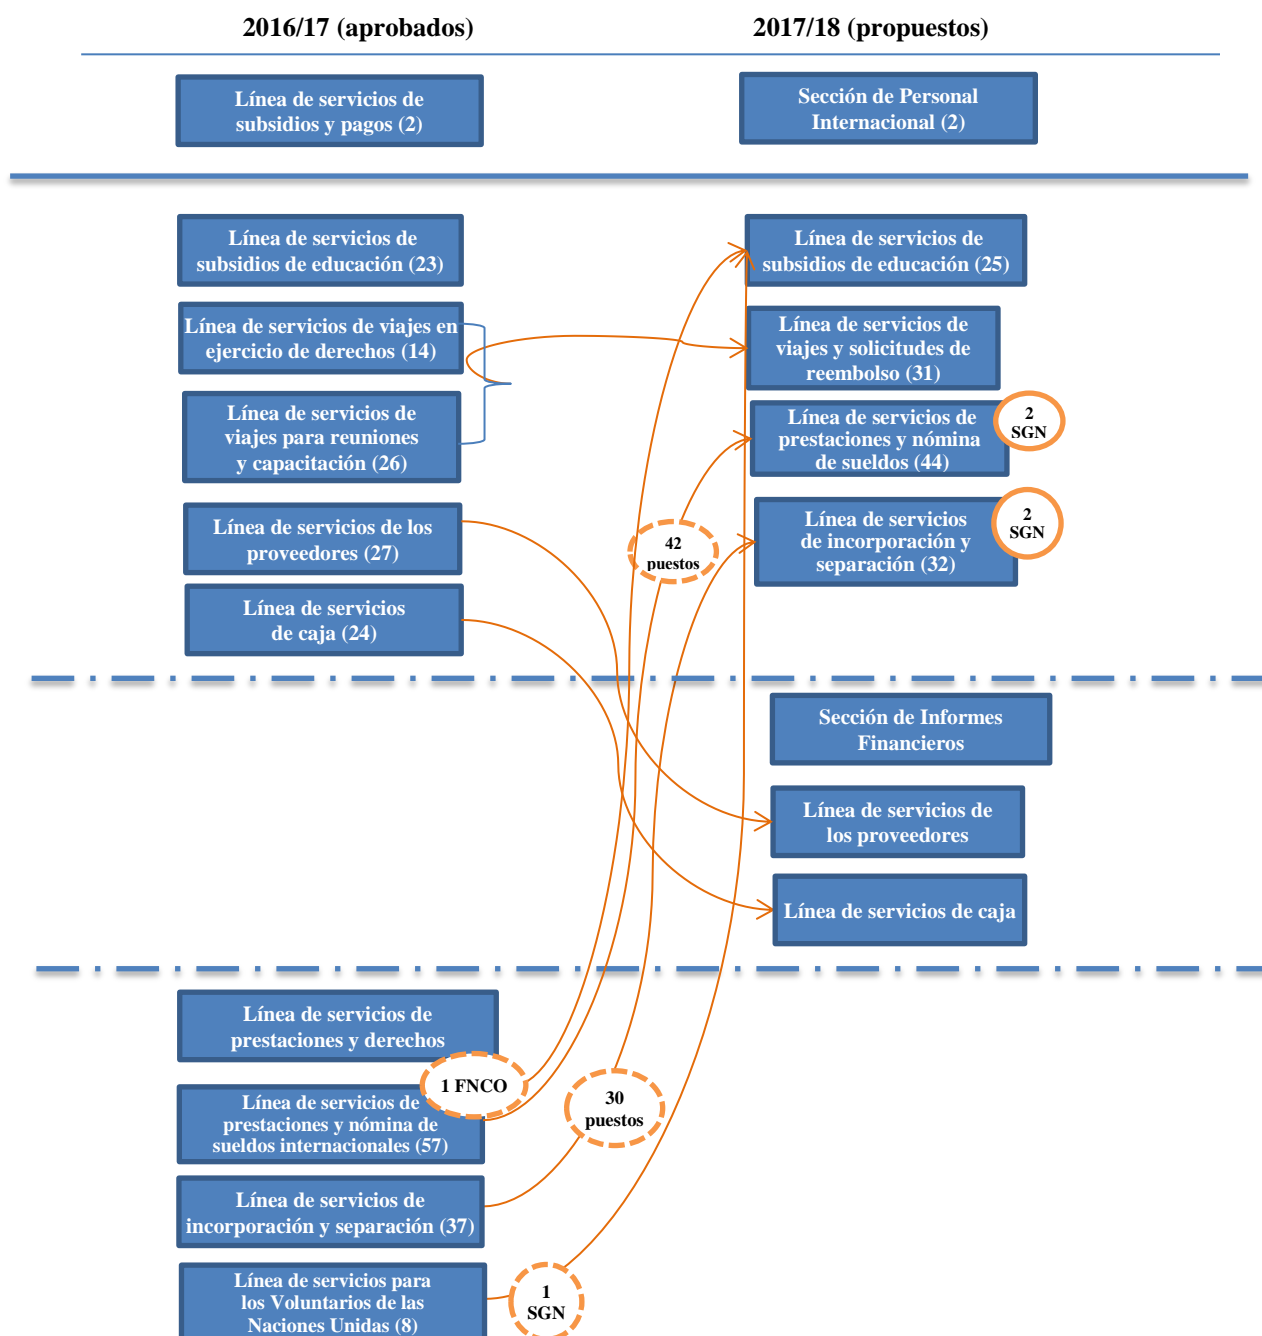 2016/17 (aprobados)
2017/18 (propuestos)
Línea de servicios de
subsidios y pagos (2)
Sección de Personal
Internacional (2)
Línea de servicios de
subsidios de educación (23)
Línea de servicios de
subsidios de educación (25)
Línea de servicios de viajes en
ejercicio de derechos (14)
Línea de servicios de
viajes y solicitudes de
reembolso (31)
Línea de servicios de
viajes para reuniones
y capacitación (26)
Línea de servicios de
prestaciones y nómina
de sueldos (44)
2
SGN
Línea de servicios de los
proveedores (27)
42
puestos
Línea de servicios
de incorporación y
separación (32)
2
SGN
Línea de servicios
de caja (24)
Sección de Informes
Financieros
Línea de servicios de
los proveedores
Línea de servicios de caja
Línea de servicios de
prestaciones y derechos
1 FNCO
Línea de servicios de
prestaciones y nómina de
sueldos internacionales (57)
30
puestos
Línea de servicios de
incorporación y separación (37)
Línea de servicios para
los Voluntarios de las
Naciones Unidas (8)
1
SGN